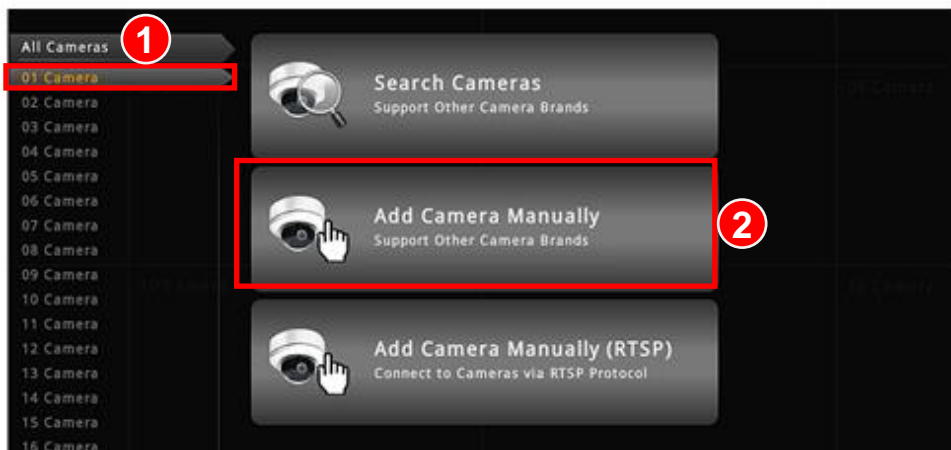 All Cameras
1
01 Camera
02 Camera
03 Camera
04 Camera
05 Camera
06 Camera
07 Camera
08 Camera
09 Camera
10 Camera
11 Camera
12 Camera
13 Camera
14 Camera
15 Camera
16 Camera
Search Cameras
Support Other Camera Brands
Add Camera Manually
Support Other Camera Brands
2
Add Camera Manually (RTSP)
Connect to Cameras via RTSP Protocol